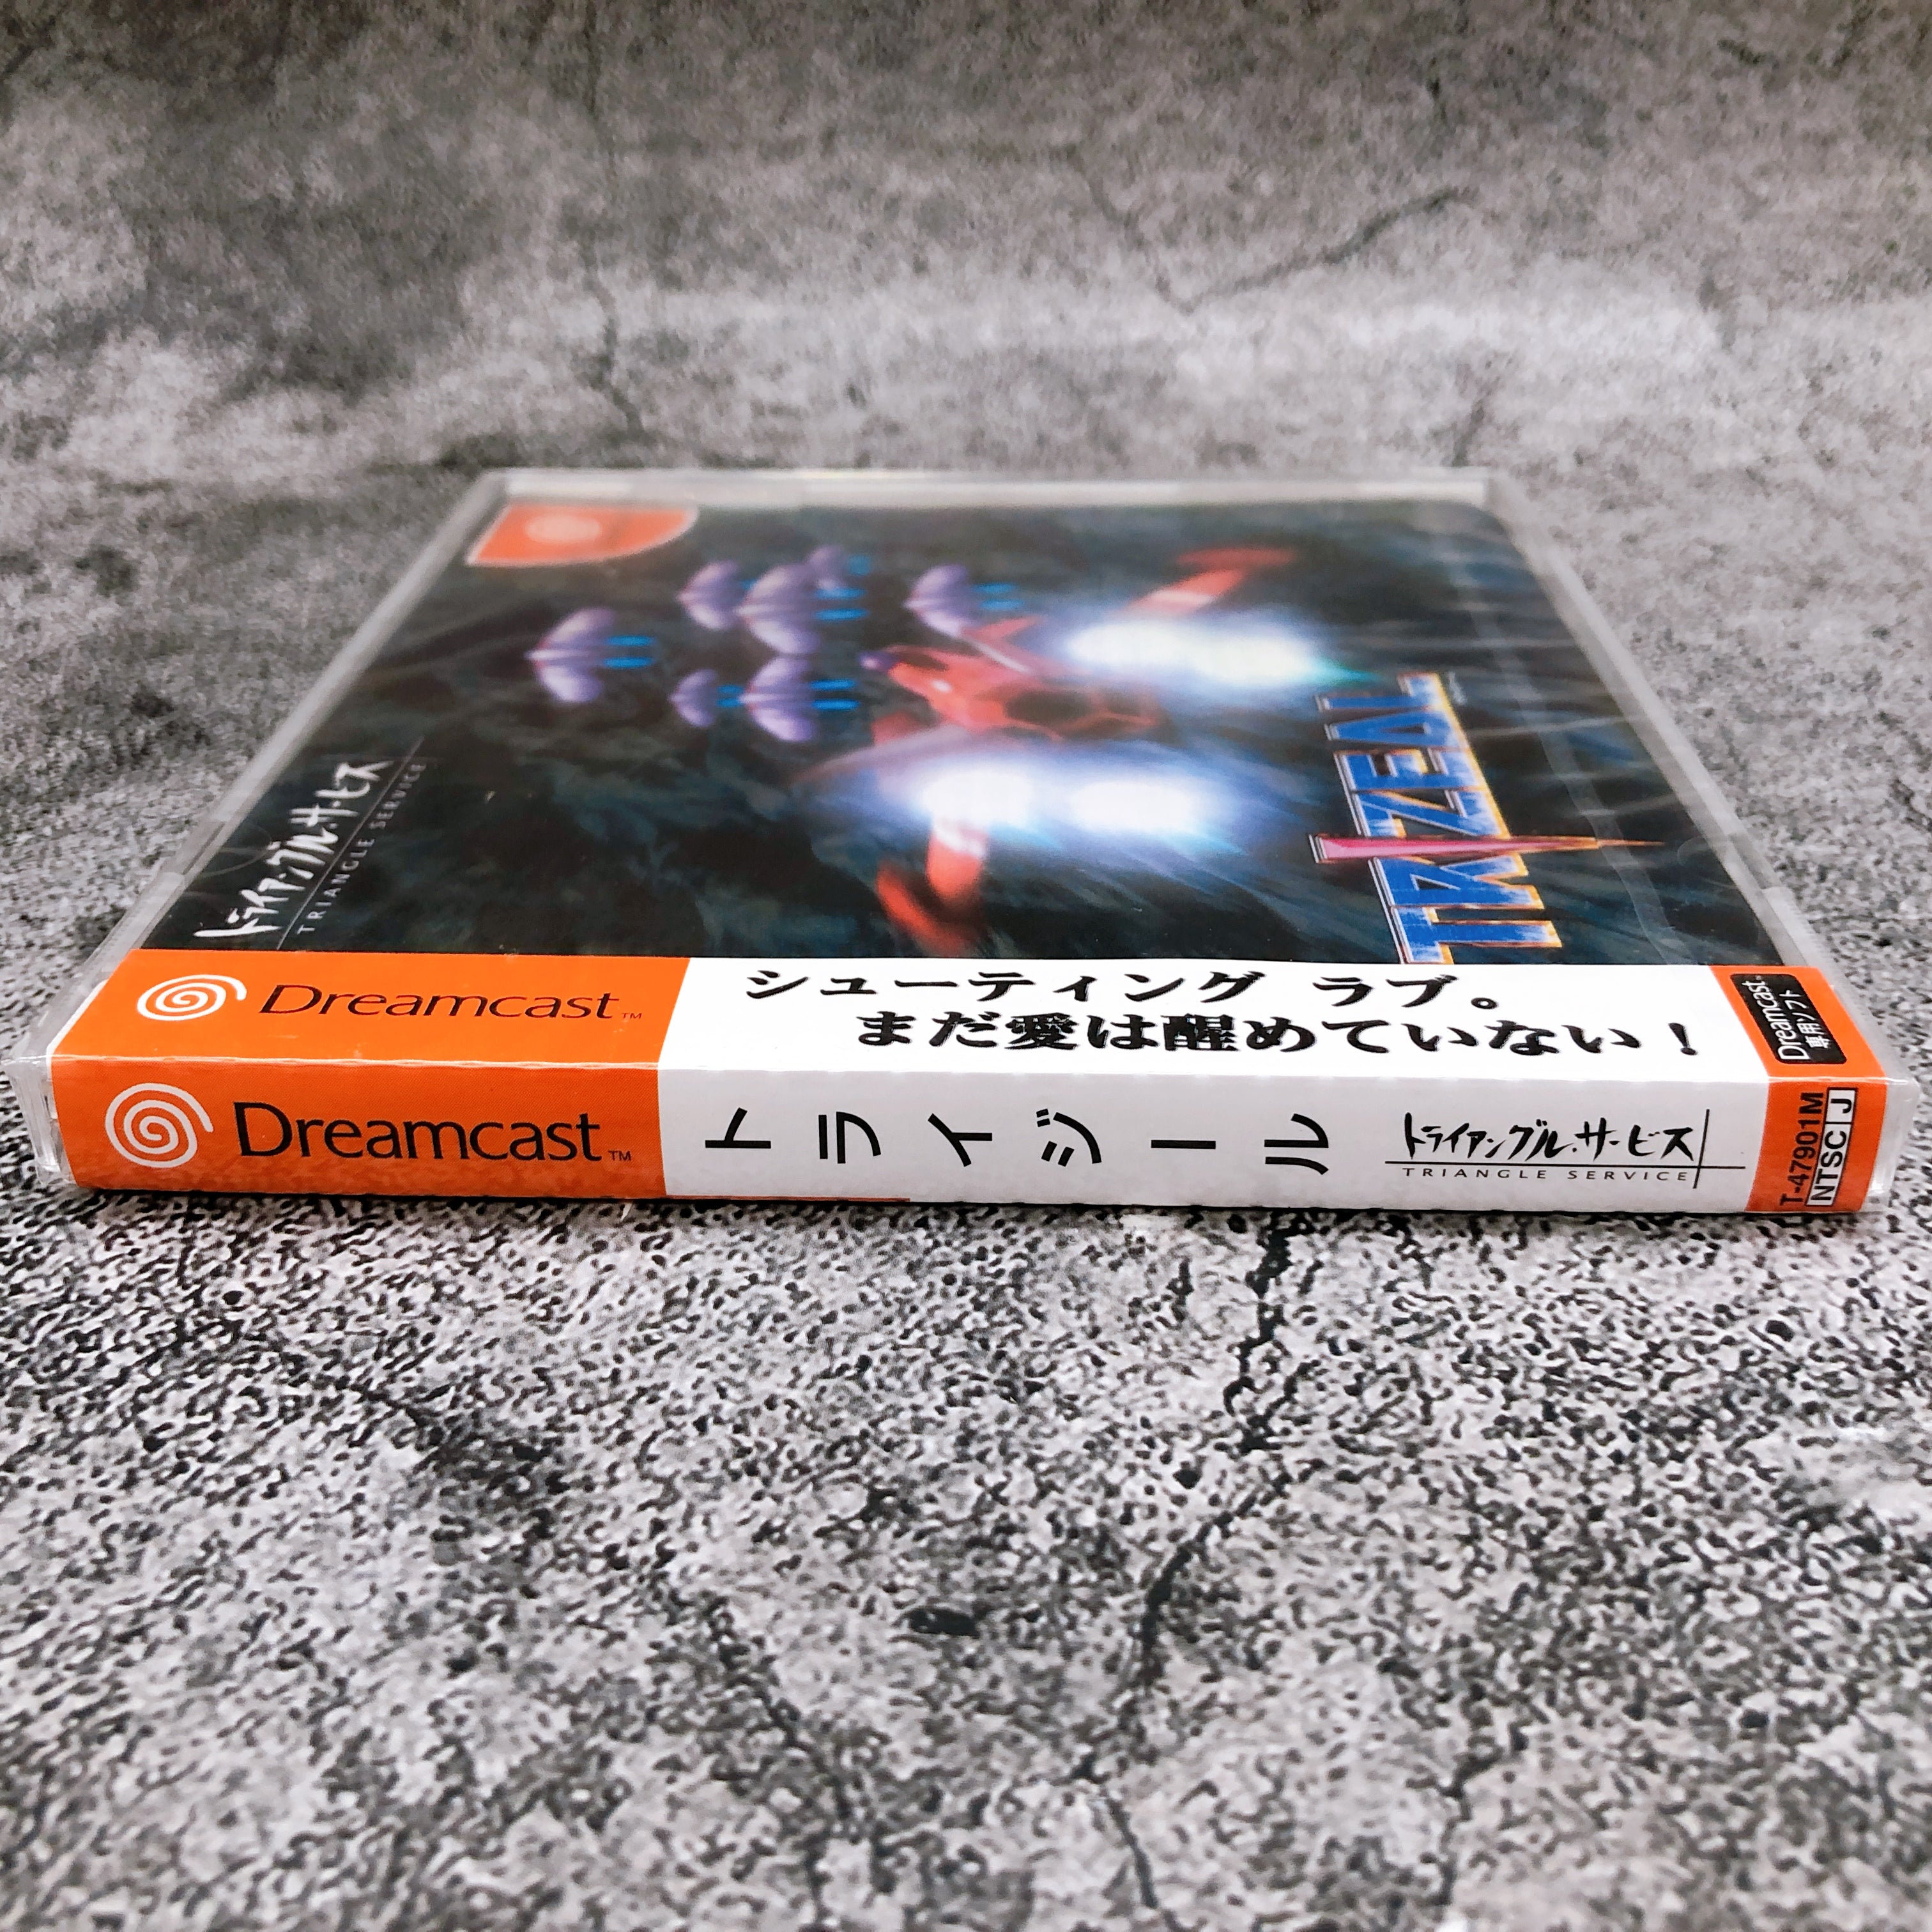 トライアングル・サービス
TRIANGLE SERVICE
TRIZEAL
Dreamcast™
シューティング ラブ。
まだ愛は醒めていない！
Dreamcast™
専用ソフト
Dreamcast™
トライジール
トライアングル・サービス
TRIANGLE SERVICE
T-47901M
NTSC J